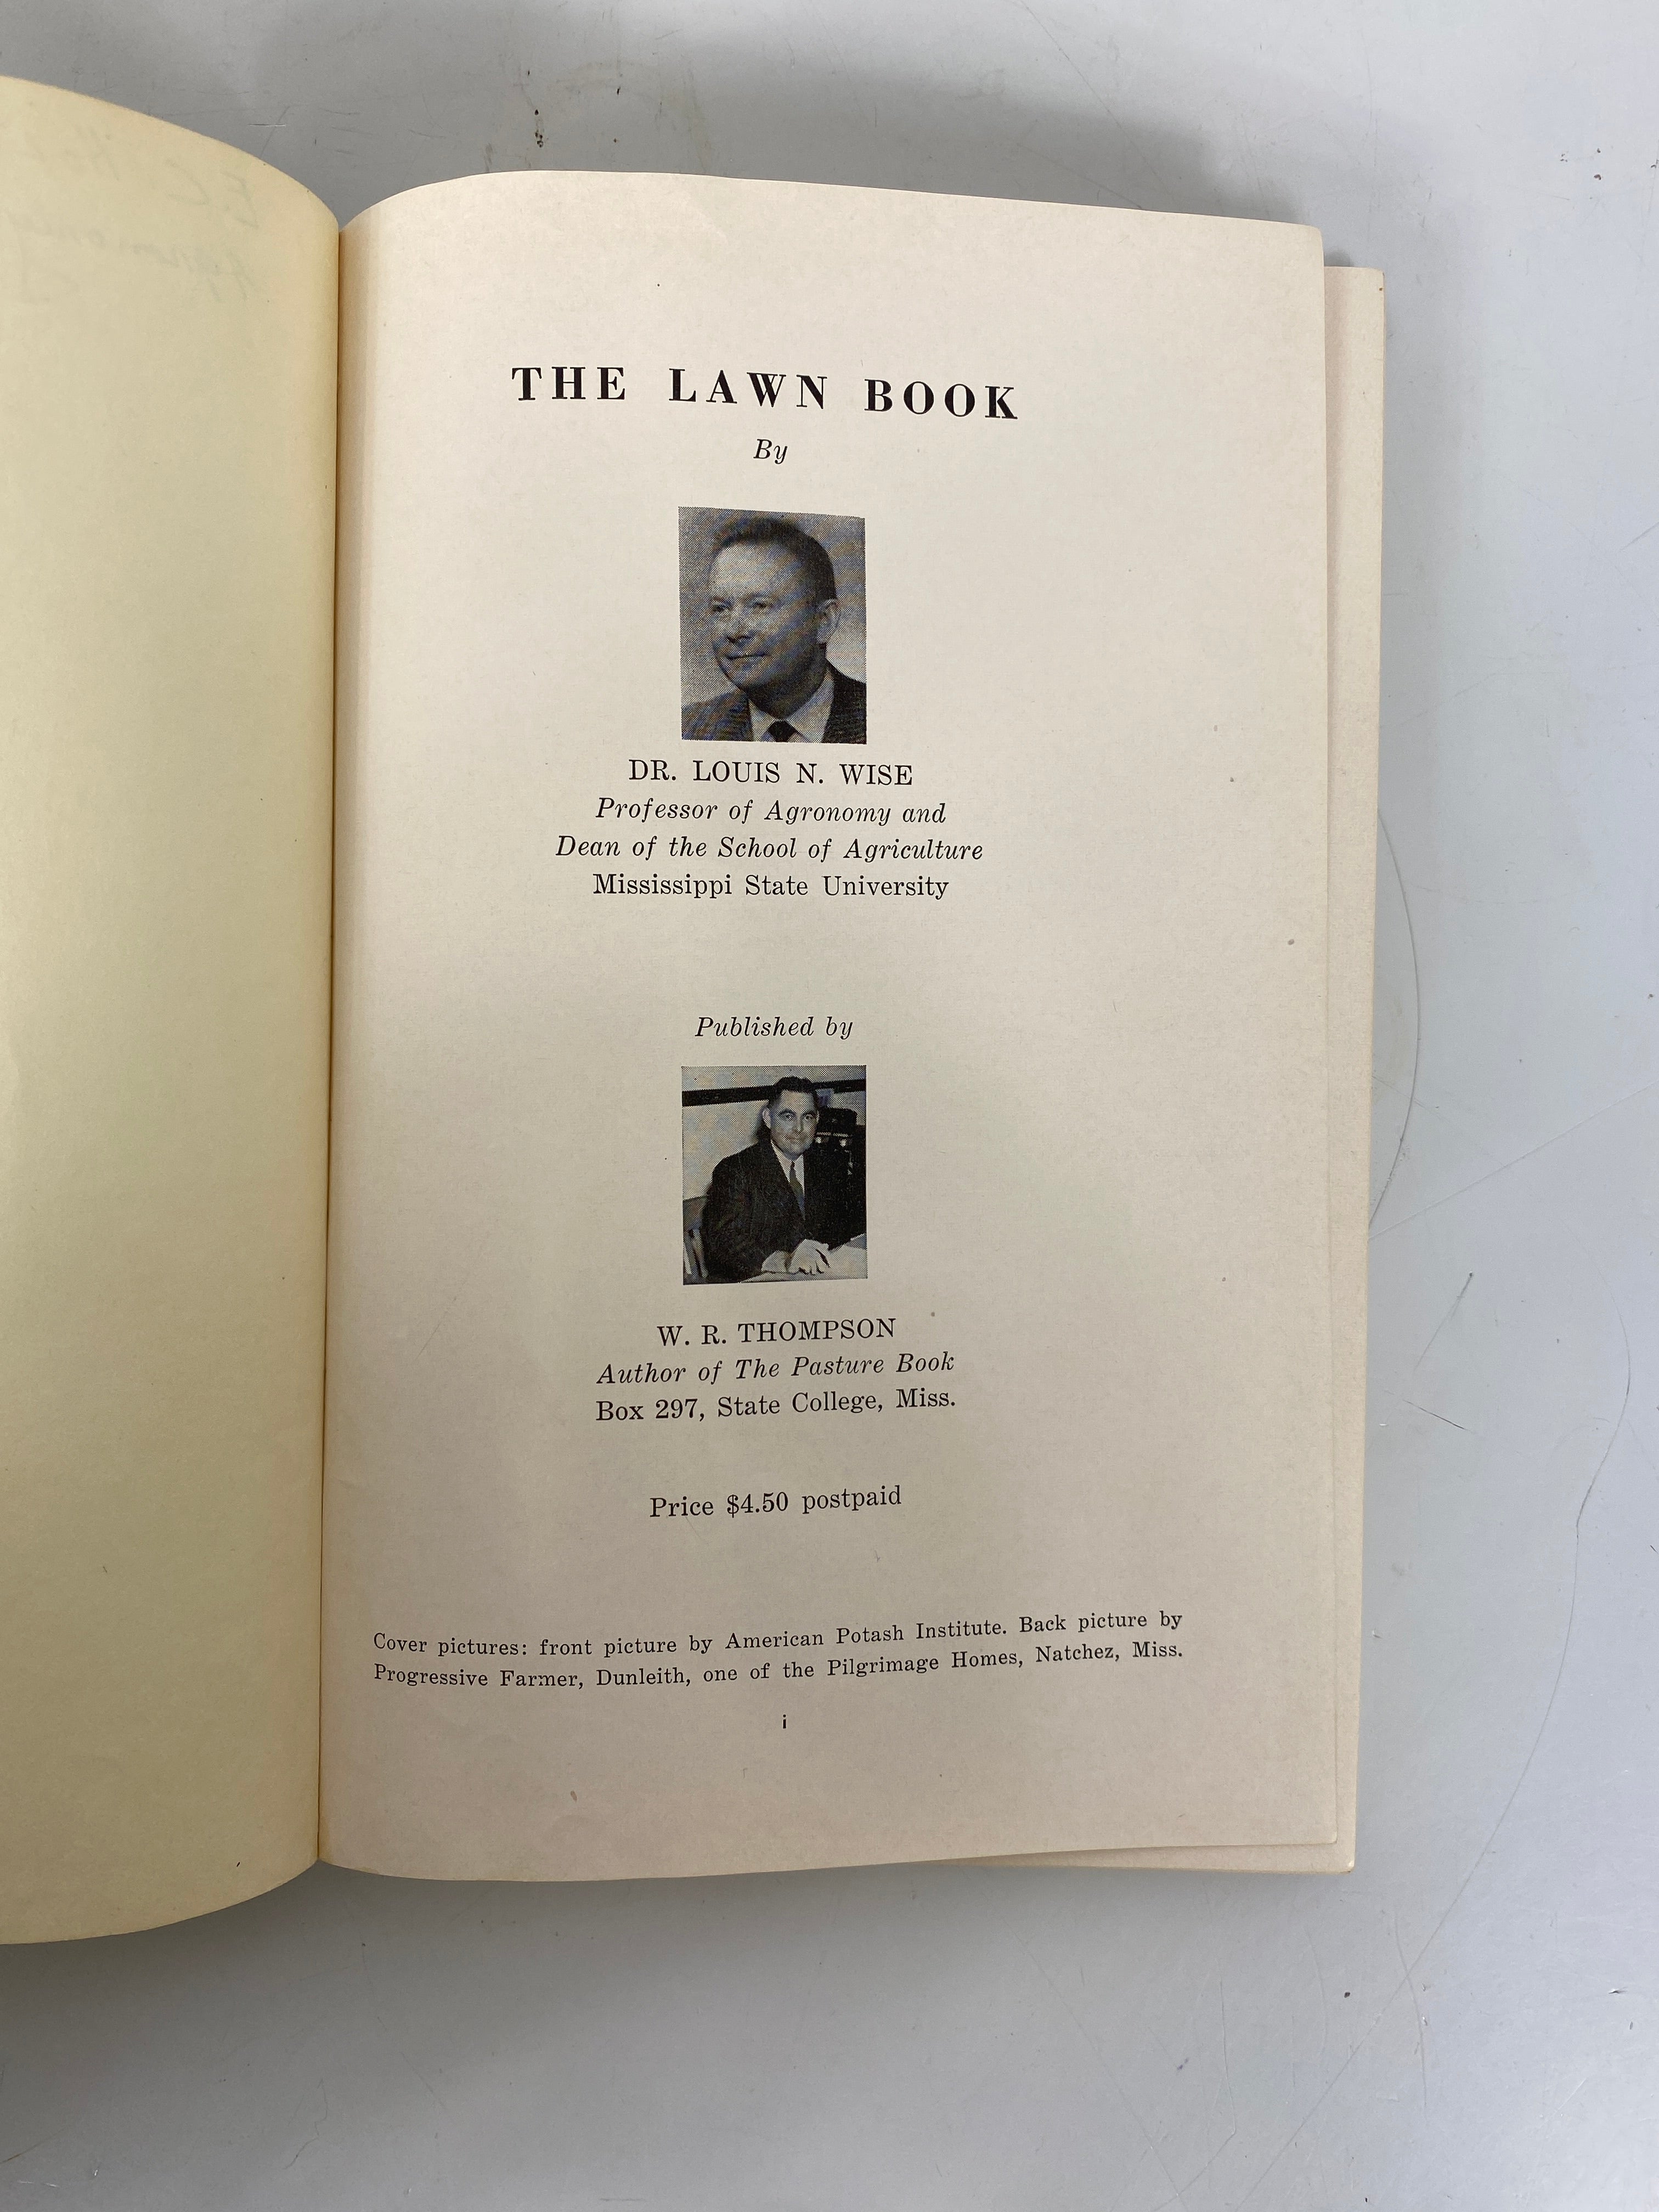 THE LAWN BOOK
By
DR. LOUIS N. WISE
Professor of Agronomy and
Dean of the School of Agriculture
Mississippi State University
Published by
W. R. THOMPSON
Author of The Pasture Book
Box 297, State College, Miss.
Price $4.50 postpaid
Cover pictures: front picture by American Potash Institute. Back picture by
Progressive Farmer, Dunleith, one of the Pilgrimage Homes, Natchez, Miss.
i